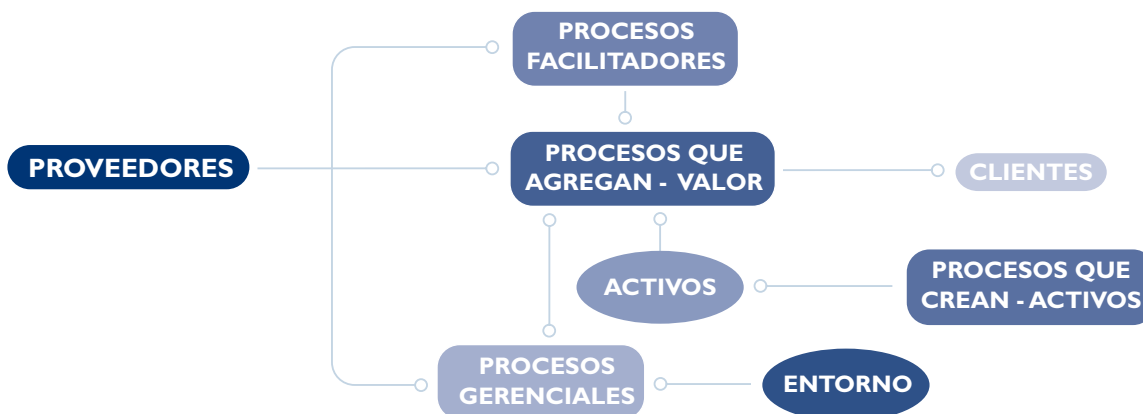 PROCESOS
FACILITADORES
PROVEEDORES
PROCESOS QUE
AGREGAN - VALOR
CLIENTES
ACTIVOS
PROCESOS QUE
CREAN - ACTIVOS
PROCESOS
GERENCIALES
ENTORNO